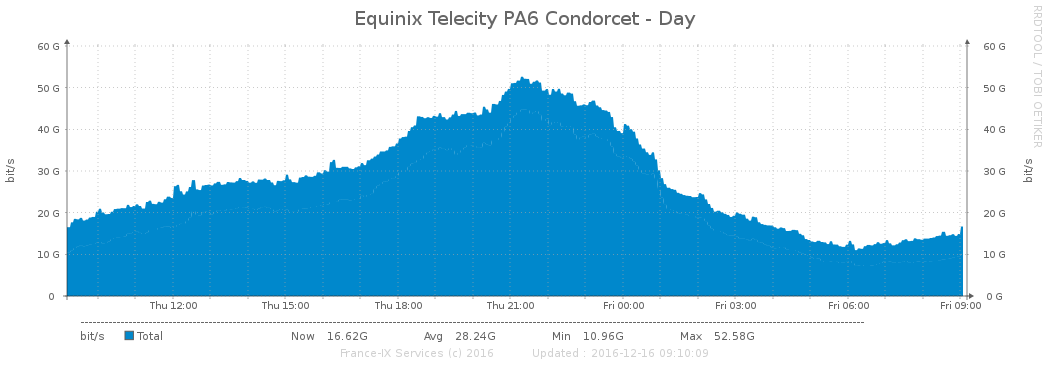 Equinix Telecity PA6 Condorcet - Day
RRDTOOL / TOBI OETIKER
60 G 60 G
50 G 50 G
40 G 40 G
30 G 30 G
20 G 20 G
10 G 10 G
0 0 G
bit/s
bit/s
Thu 12:00 Thu 15:00 Thu 18:00 Thu 21:00 Fri 00:00 Fri 03:00 Fri 06:00 Fri 09:00
bit/s Total Now 16.62G Avg 28.24G Min 10.96G Max 52.58G
France-IX Services (c) 2016 Updated : 2016-12-16 09:10:09